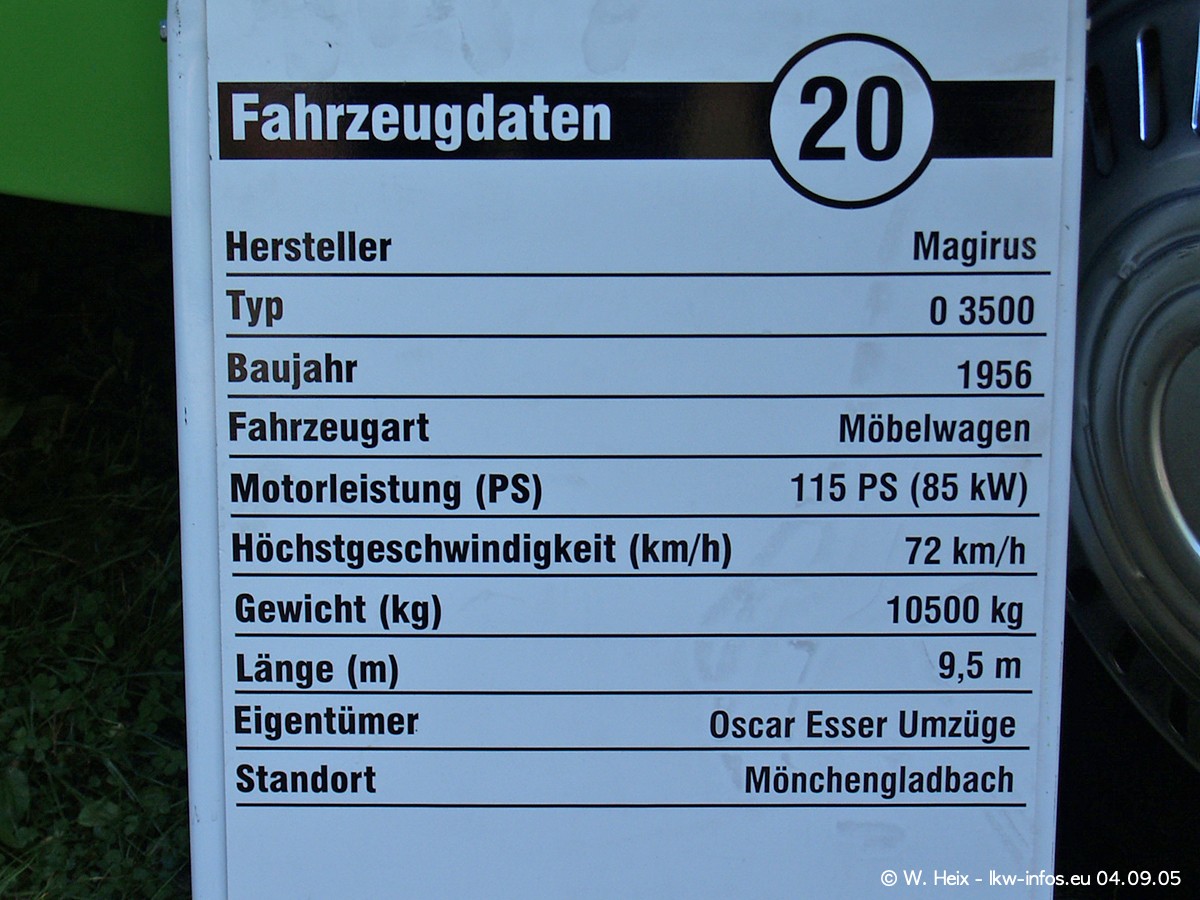 Fahrzeugdaten 20
Hersteller Magirus
Typ O 3500
Baujahr 1956
Fahrzeugart Möbelwagen
Motorleistung (PS) 115 PS (85 kW)
Höchstgeschwindigkeit (km/h) 72 km/h
Gewicht (kg) 10500 kg
Länge (m) 9,5 m
Eigentümer Oscar Esser Umzüge
Standort Mönchengladbach
© W. Heix - lkw-infos.eu 04.09.05